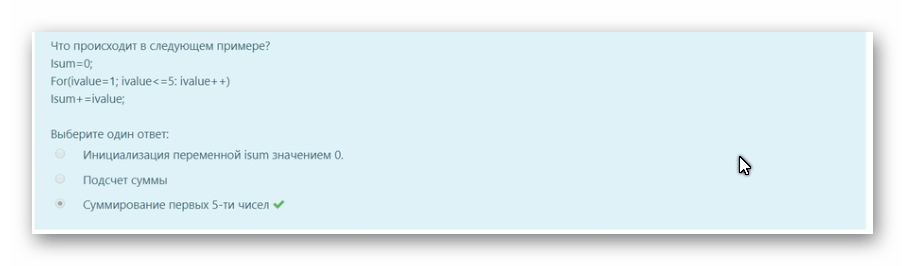 Что происходит в следующем примере?
Isum=0;
For(ivalue=1; ivalue<=5: ivalue++)
Isum+=ivalue;
Выберите один ответ:
Инициализация переменной isum значением 0.
Подсчет суммы
Суммирование первых 5-ти чисел